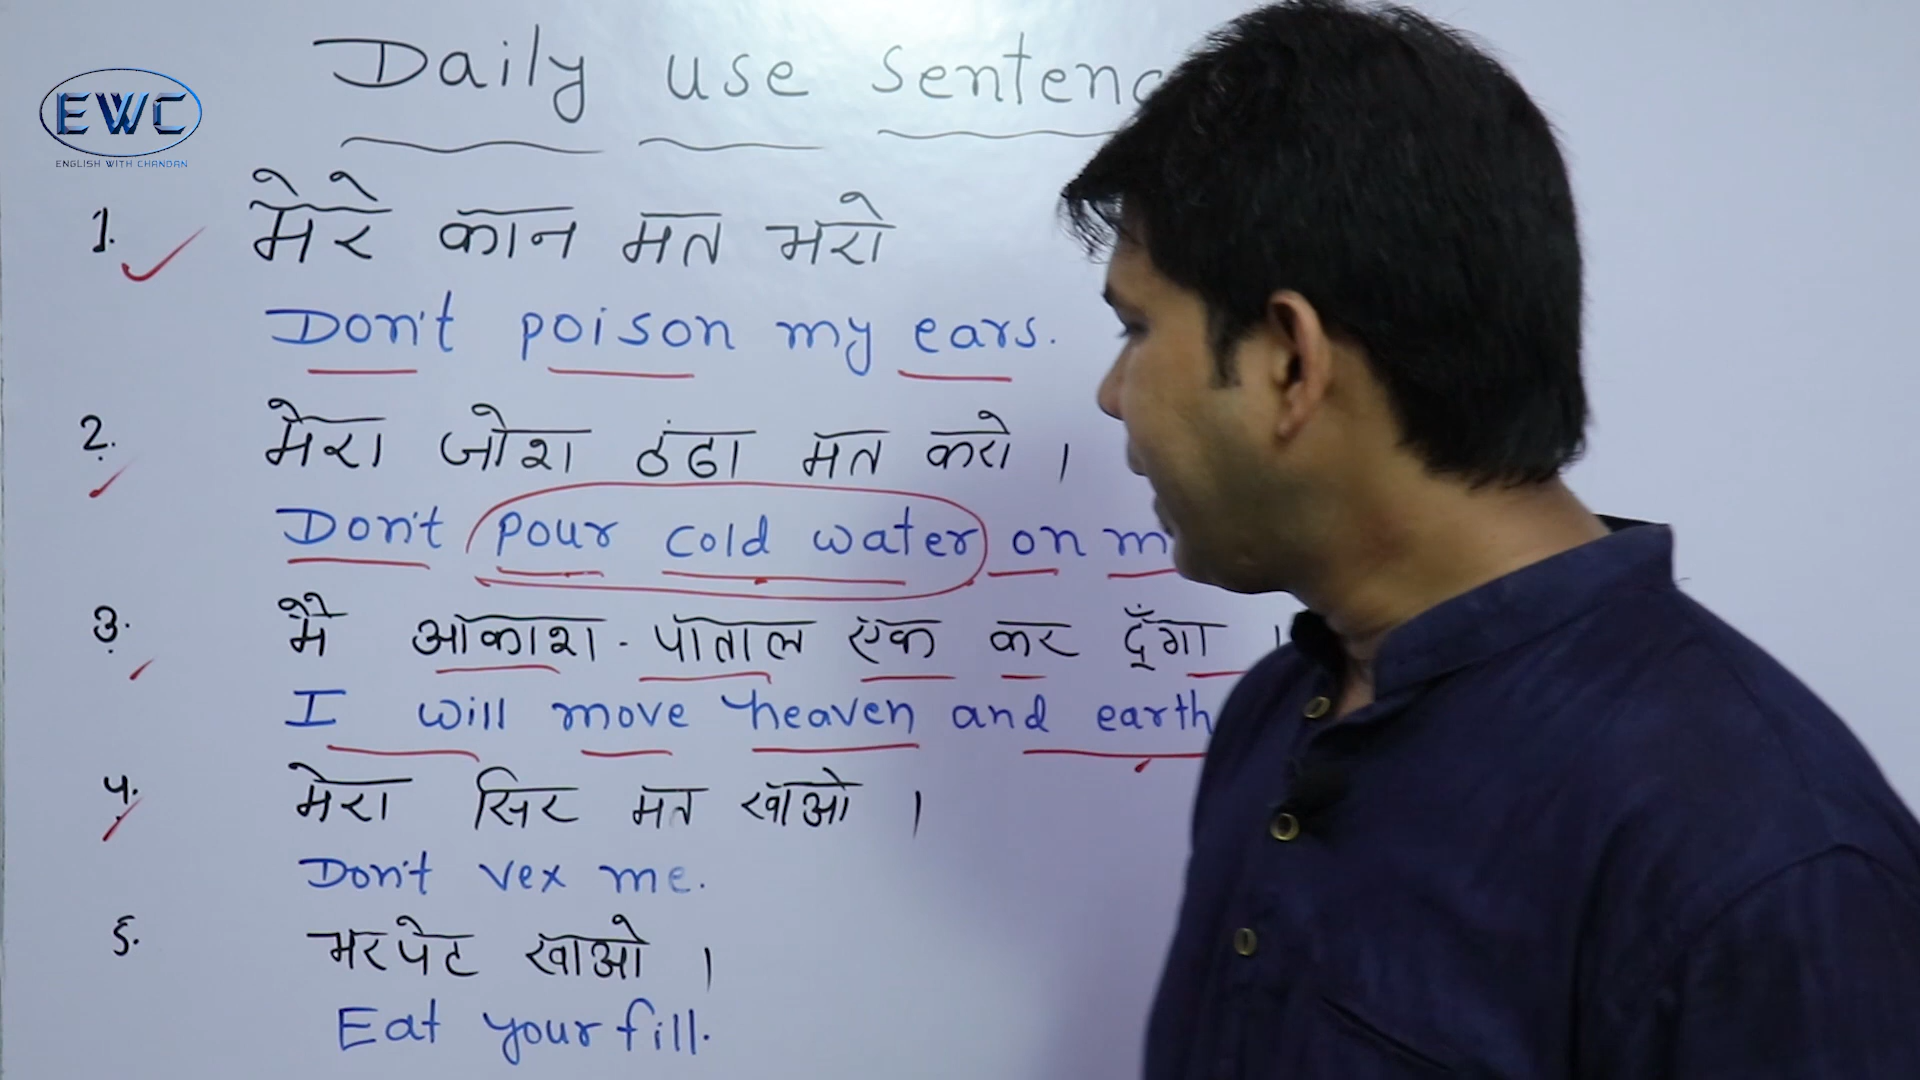 Daily use sentenc
EWC
ENGLISH WITH CHANDAN
1. मेरे कान मत भरो
Don't poison my ears.
2. मेरा जोश ठंढा मत करो ।
Don't pour cold water on m
3. मै आकाश - पाताल एक कर दूँगा ।
I will move heaven and earth
4. मेरा सिर मत खाओ ।
Don't vex me.
5. भरपेट खाओ ।
Eat your fill.